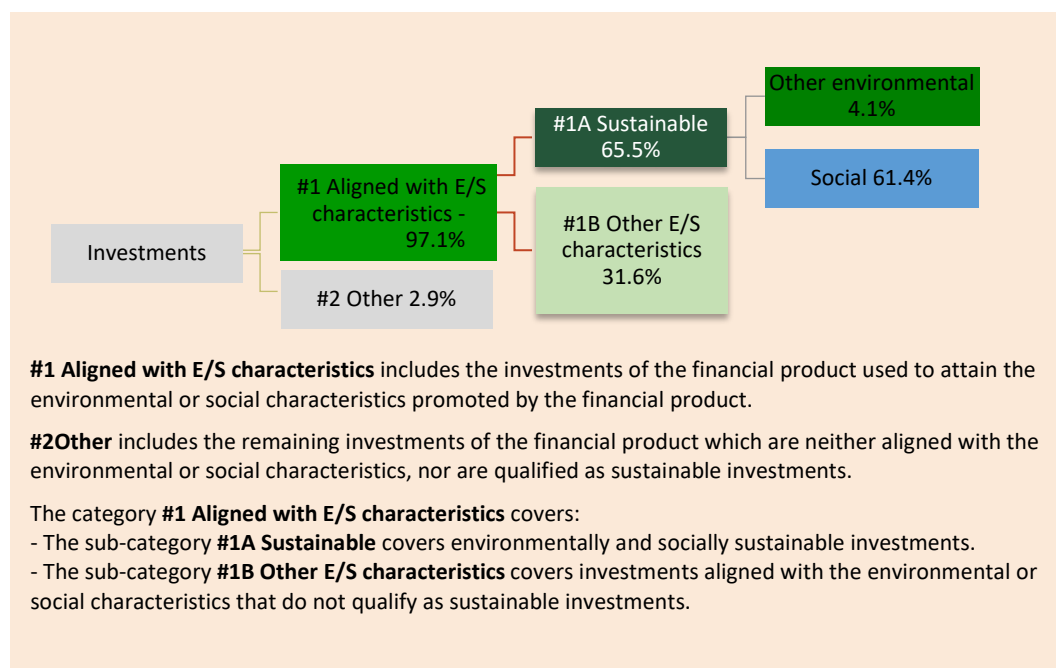 Investments
#1 Aligned with E/S
characteristics -
97.1%
#2 Other 2.9%
#1A Sustainable
65.5%
#1B Other E/S
characteristics
31.6%
Other environmental
4.1%
Social 61.4%
#1 Aligned with E/S characteristics includes the investments of the financial product used to attain the
environmental or social characteristics promoted by the financial product.
#2Other includes the remaining investments of the financial product which are neither aligned with the
environmental or social characteristics, nor are qualified as sustainable investments.
The category #1 Aligned with E/S characteristics covers:
- The sub-category #1A Sustainable covers environmentally and socially sustainable investments.
- The sub-category #1B Other E/S characteristics covers investments aligned with the environmental or
social characteristics that do not qualify as sustainable investments.